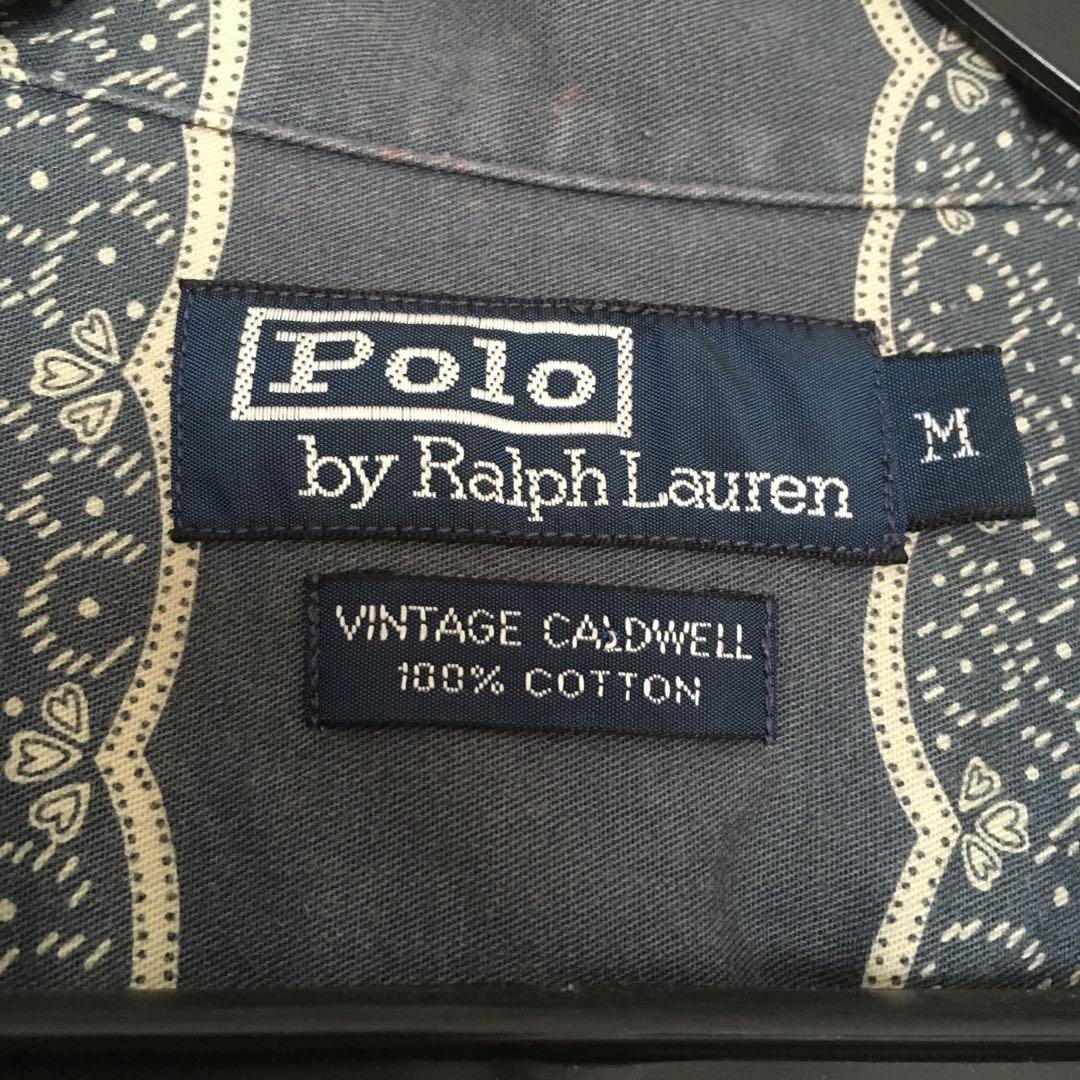 Polo
by Ralph Lauren
M
VINTAGE CALDWELL
100% COTTON